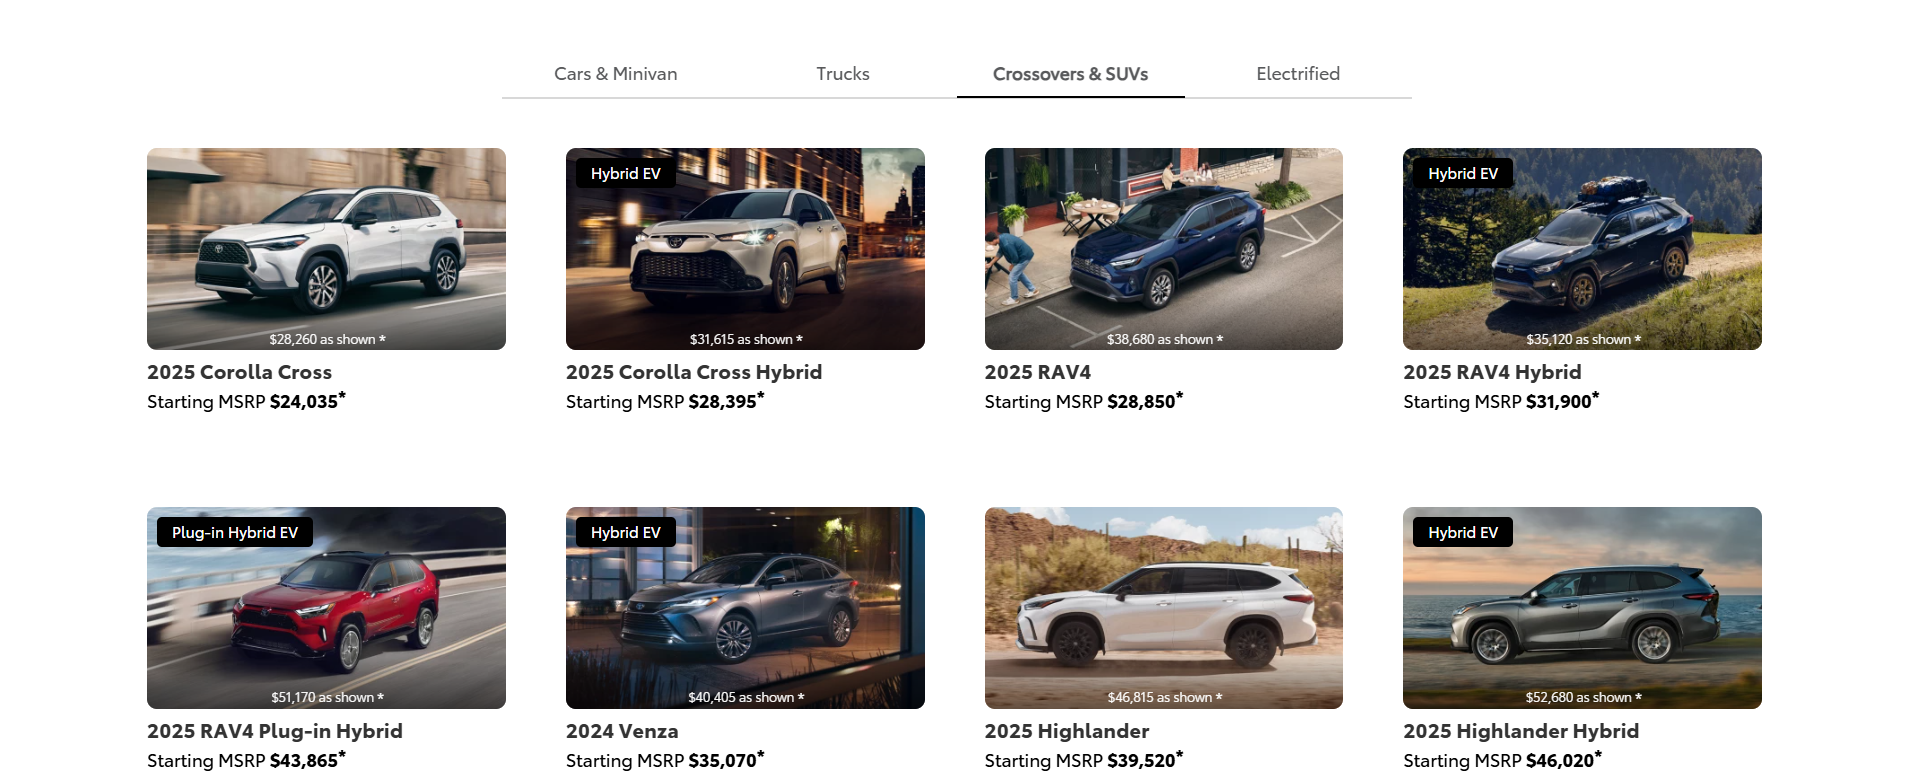 Cars & Minivan
Trucks
Crossovers & SUVs
Electrified
$28,260 as shown *
2025 Corolla Cross
Starting MSRP $24,035*
Hybrid EV
$31,615 as shown *
2025 Corolla Cross Hybrid
Starting MSRP $28,395*
$38,680 as shown *
2025 RAV4
Starting MSRP $28,850*
Hybrid EV
$35,120 as shown *
2025 RAV4 Hybrid
Starting MSRP $31,900*
Plug-in Hybrid EV
$51,170 as shown *
2025 RAV4 Plug-in Hybrid
Starting MSRP $43,865*
Hybrid EV
$40,405 as shown *
2024 Venza
Starting MSRP $35,070*
$46,815 as shown *
2025 Highlander
Starting MSRP $39,520*
Hybrid EV
$52,680 as shown *
2025 Highlander Hybrid
Starting MSRP $46,020*